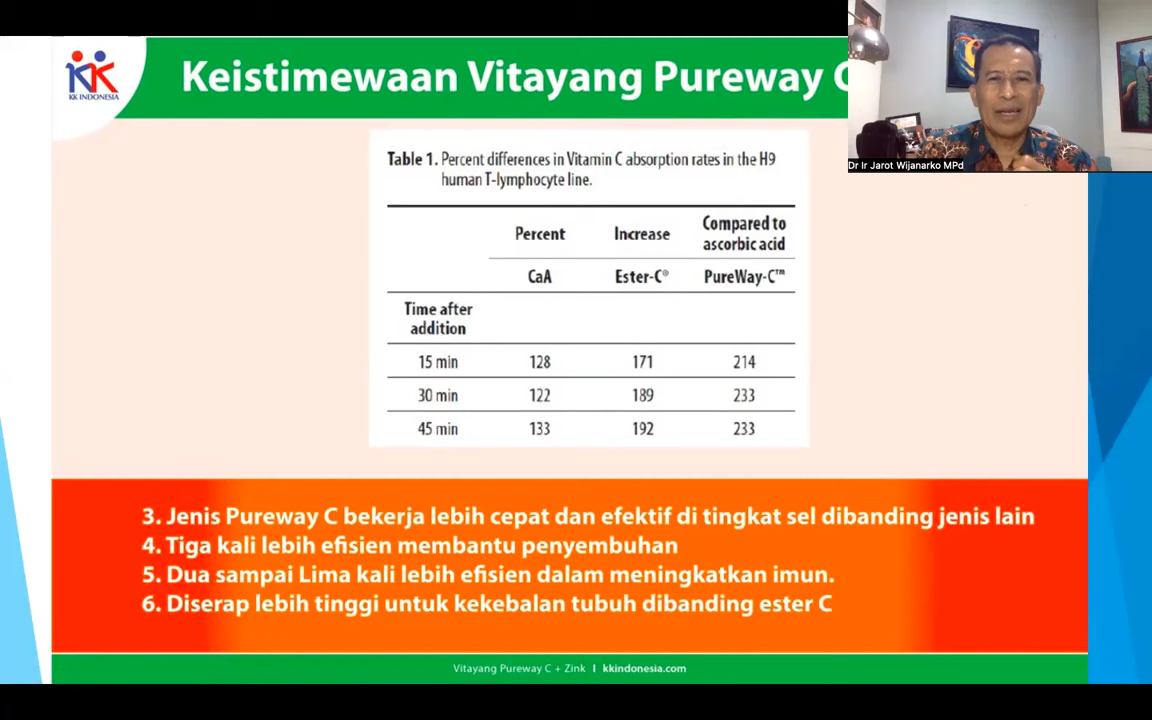 KK INDONESIA
Keistimewaan Vitayang Pureway C
Dr Ir Jarot Wijanarko MPd
Table 1. Percent differences in Vitamin C absorption rates in the H9
human T-lymphocyte line.
Percent Increase Compared to ascorbic acid
CaA Ester-C® PureWay-C™
Time after addition
15 min 128 171 214
30 min 122 189 233
45 min 133 192 233
3. Jenis Pureway C bekerja lebih cepat dan efektif di tingkat sel dibanding jenis lain
4. Tiga kali lebih efisien membantu penyembuhan
5. Dua sampai Lima kali lebih efisien dalam meningkatkan imun.
6. Diserap lebih tinggi untuk kekebalan tubuh dibanding ester C
Vitayang Pureway C + Zink I kkindonesia.com